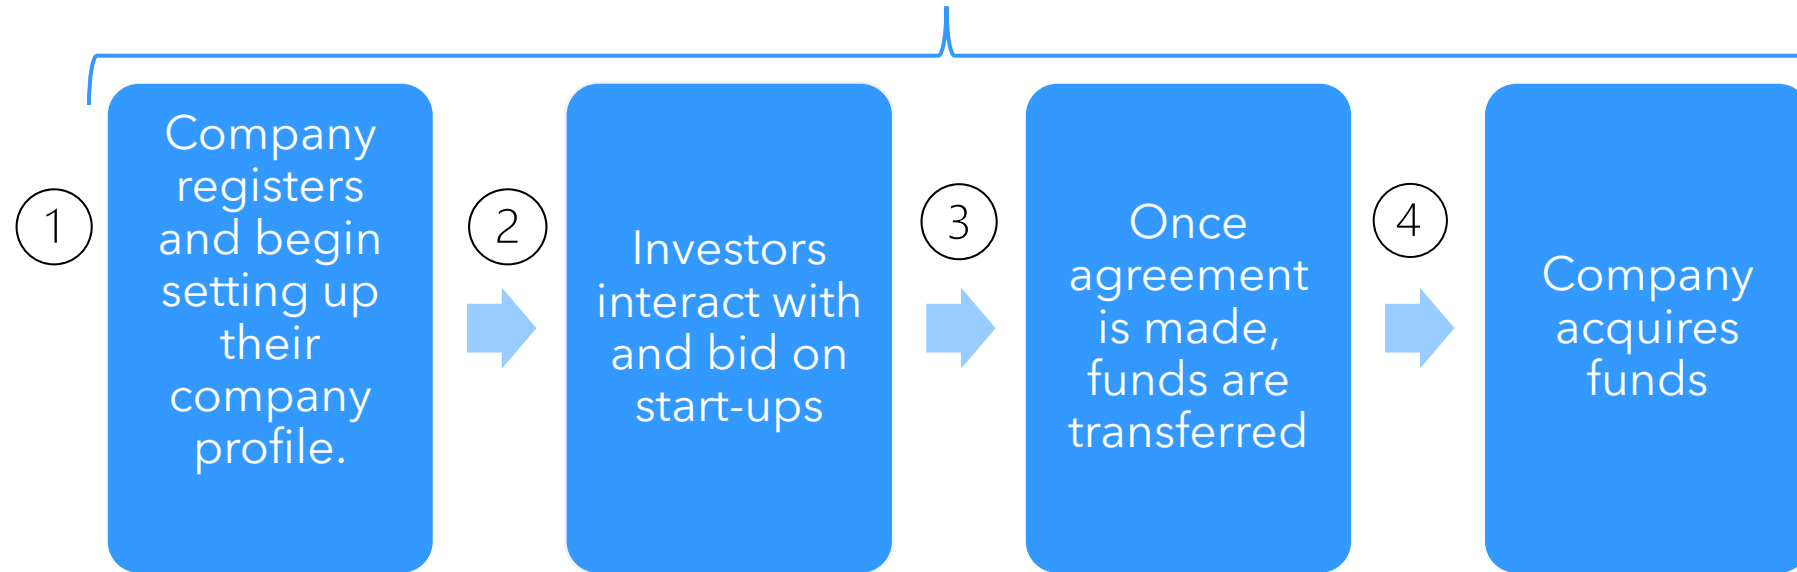 1
Company
registers
and begin
setting up
their
company
profile.
2
Investors
interact with
and bid on
start-ups
3
Once
agreement
is made,
funds are
transferred
4
Company
acquires
funds